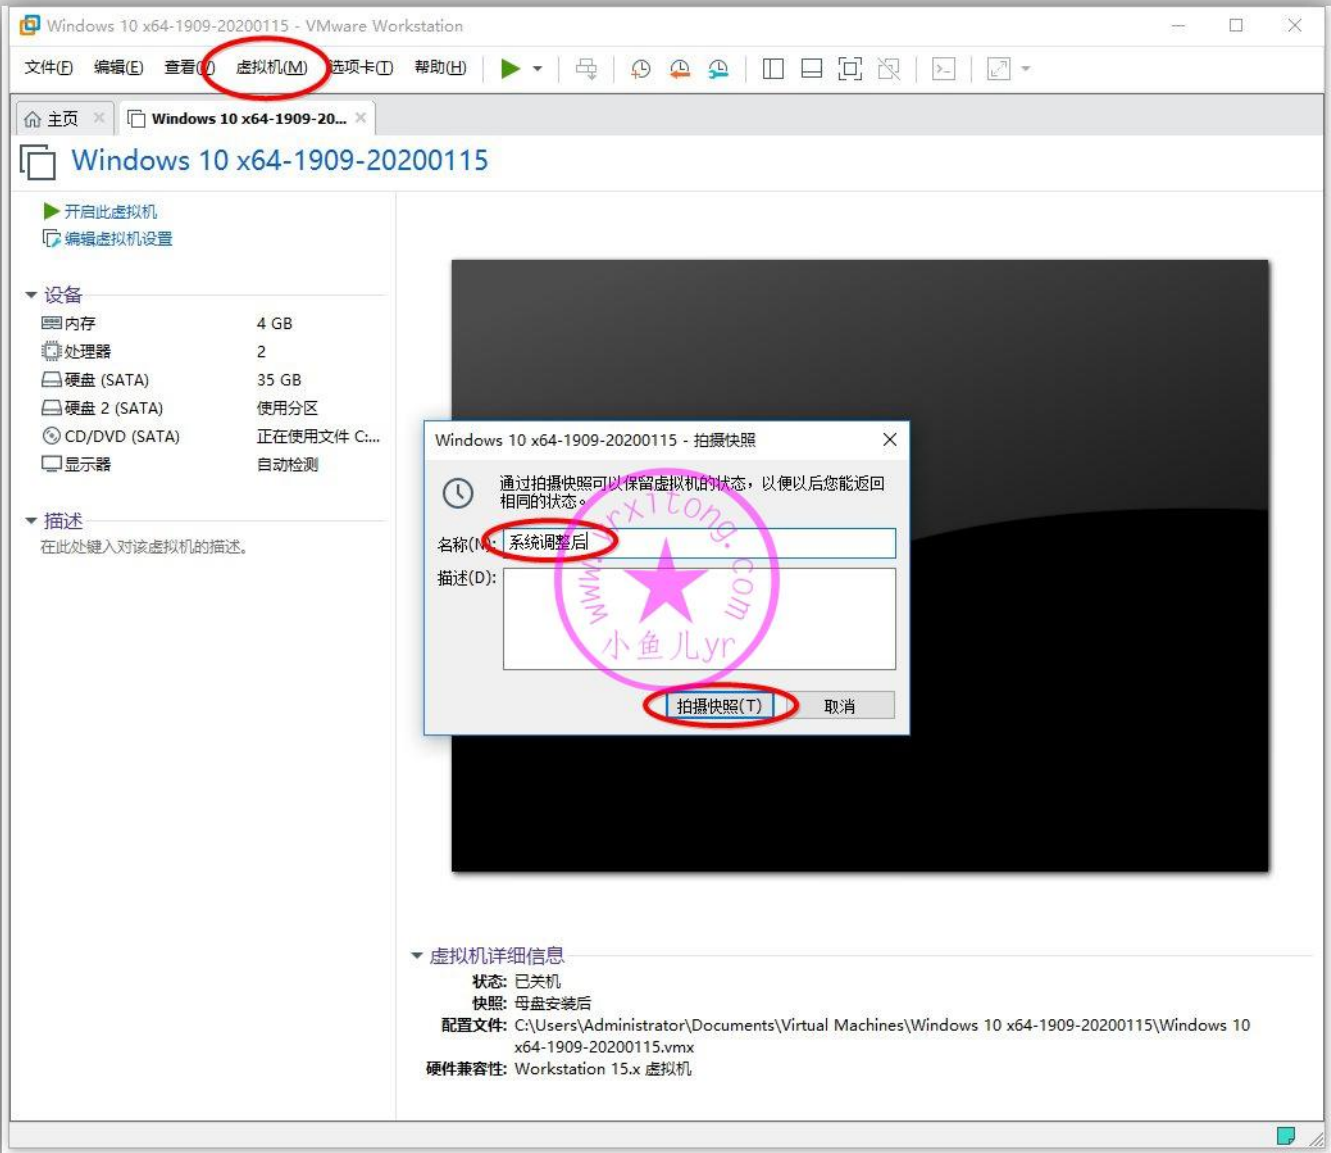 Windows 10 x64-1909-20200115 - VMware Workstation
文件(F) 编辑(E) 查看(V) 虚拟机(M) 选项卡(T) 帮助(H)
主页 Windows 10 x64-1909-20...
Windows 10 x64-1909-20200115
开启此虚拟机
编辑虚拟机设置
设备
内存 4 GB
处理器 2
硬盘 (SATA) 35 GB
硬盘 2 (SATA) 使用分区
CD/DVD (SATA) 正在使用文件 C:...
显示器 自动检测
描述
在此处键入对该虚拟机的描述。
Windows 10 x64-1909-20200115 - 拍摄快照
通过拍摄快照可以保留虚拟机的状态，以便以后您能返回
相同的状态。
名称(N): 系统调整后
描述(D):
www.yrxitong.com
小鱼儿yr
拍摄快照(T) 取消
虚拟机详细信息
状态: 已关机
快照: 母盘安装后
配置文件: C:\Users\Administrator\Documents\Virtual Machines\Windows 10 x64-1909-20200115\Windows 10
x64-1909-20200115.vmx
硬件兼容性: Workstation 15.x 虚拟机